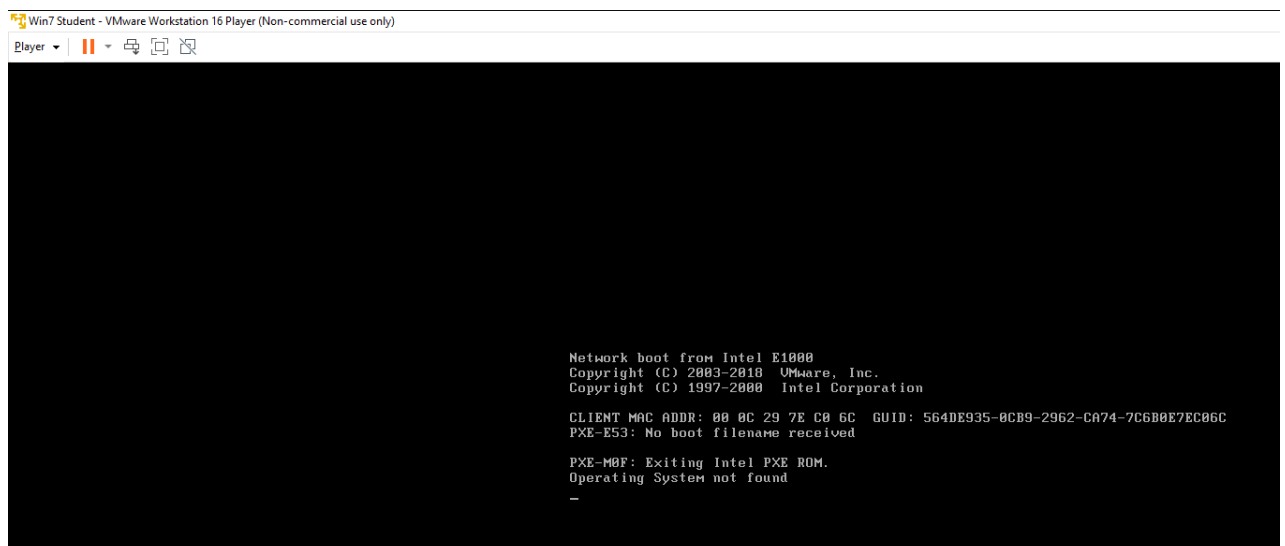 Win7 Student - VMware Workstation 16 Player (Non-commercial use only)
Player
Network boot from Intel E1000
Copyright (C) 2003-2018  VMware, Inc.
Copyright (C) 1997-2000  Intel Corporation
CLIENT MAC ADDR: 00 0C 29 7E C0 6C  GUID: 564DE935-0CB9-2962-CA74-7C6B0E7EC06C
PXE-E53: No boot filename received
PXE-M0F: Exiting Intel PXE ROM.
Operating System not found